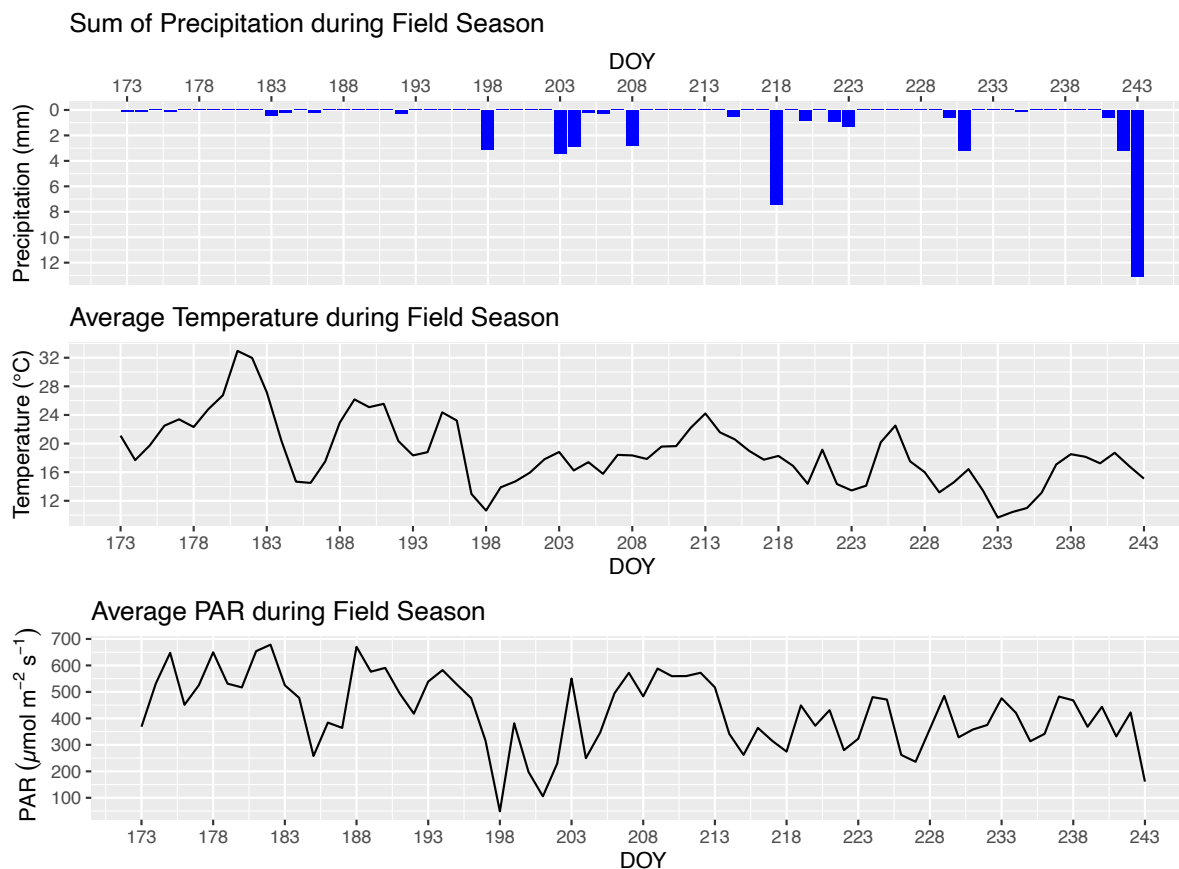 Sum of Precipitation during Field Season
DOY
173 178 183 188 193 198 203 208 213 218 223 228 233 238 243
Precipitation (mm)
0
2
4
6
8
10
12
Average Temperature during Field Season
Temperature (°C)
32
28
24
20
16
12
173 178 183 188 193 198 203 208 213 218 223 228 233 238 243
DOY
Average PAR during Field Season
PAR (μmol m⁻² s⁻¹)
700
600
500
400
300
200
100
173 178 183 188 193 198 203 208 213 218 223 228 233 238 243
DOY